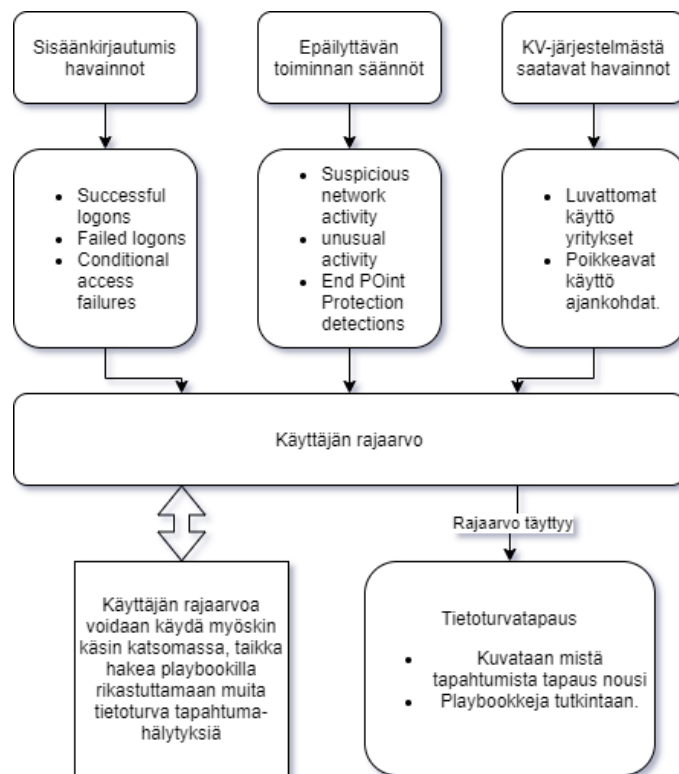 Sisäänkirjautumis
havainnot
Epäilyttävän
toiminnan säännöt
KV-järjestelmästä
saatavat havainnot
• Successful
logons
• Failed logons
• Conditional
access
failures
• Suspicious
network
activity
• unusual
activity
• End POint
Protection
detections
• Luvattomat
käyttö
yritykset
• Poikkeavat
käyttö
ajankohdat.
Käyttäjän rajaarvo
Rajaarvo täyttyy
Käyttäjän rajaarvoa
voidaan käydä myöskin
käsin katsomassa, taikka
hakea playbookilla
rikastuttamaan muita
tietoturva tapahtuma-
hälytyksiä
Tietoturvatapaus
• Kuvataan mistä
tapahtumista tapaus nousi
• Playbookkeja tutkintaan.